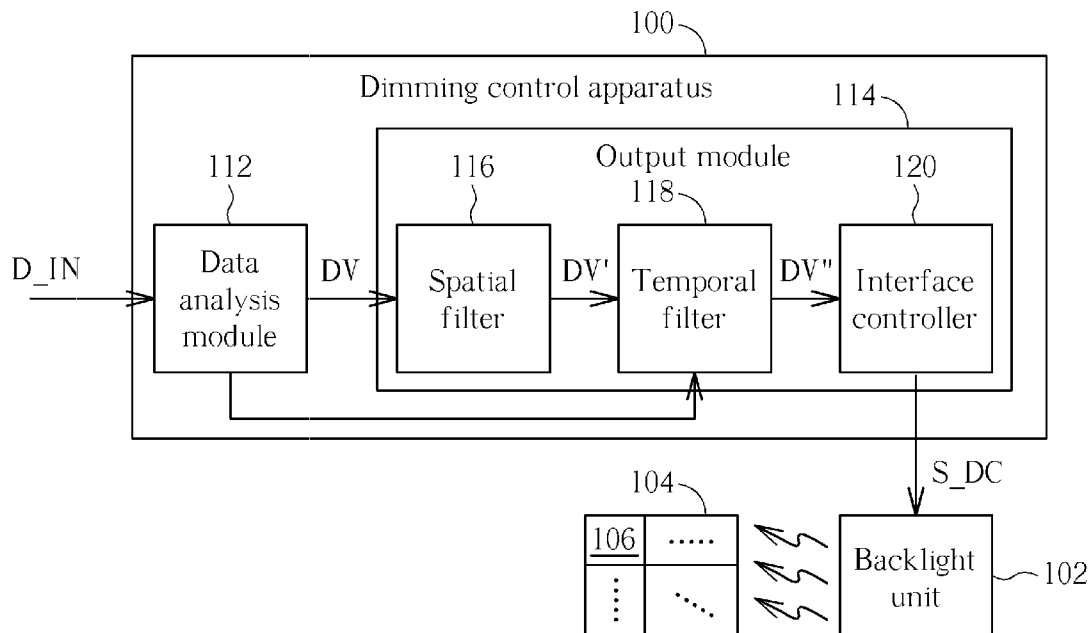 100
Dimming control apparatus
114
Output module
112
116
118
120
D_IN
Data
analysis
module
DV
Spatial
filter
DV'
Temporal
filter
DV"
Interface
controller
S_DC
104
106
Backlight
unit
102